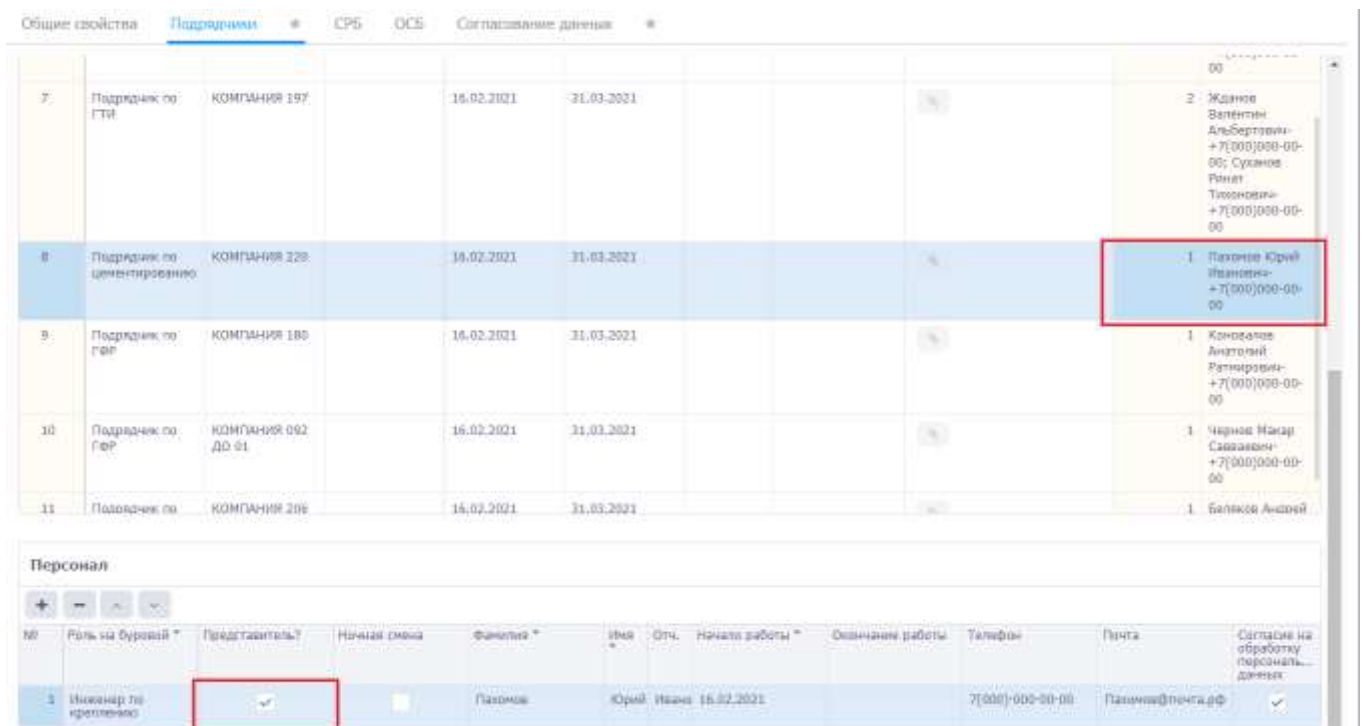 Общие свойства Подрядчики СРБ ОСБ Согласование данных
00
7 Подрядчик по КОМПАНИЯ 197 16.02.2021 31.03.2021 2 Жданов
ГТИ Валентин
Альбертович-
+7(000)000-00-
00; Суханов
Ринат
Тихонович-
+7(000)000-00-
00
8 Подрядчик по КОМПАНИЯ 220 16.02.2021 31.03.2021 1 Пахомов Юрий
цементированию Иванович-
+7(000)000-00-
00
9 Подрядчик по КОМПАНИЯ 180 16.02.2021 31.03.2021 1 Коновалов
ГФР Анатолий
Ратмирович-
+7(000)000-00-
00
10 Подрядчик по КОМПАНИЯ 092 16.02.2021 31.03.2021 1 Чернов Макар
ГФР ДО 01 Савваевич-
+7(000)000-00-
00
11 Подрядчик по КОМПАНИЯ 206 16.02.2021 31.03.2021 1 Беляков Андрей
Персонал
№ Роль на буровой * Представитель? Ночная смена Фамилия * Имя * Отч. Начало работы * Окончание работы Телефон Почта Согласие на
обработку
персональ...
данных
1 Инженер по Пахомов Юрий Ивано 16.02.2021 7(000)-000-00-00 Пахомов@почта.рф
креплению